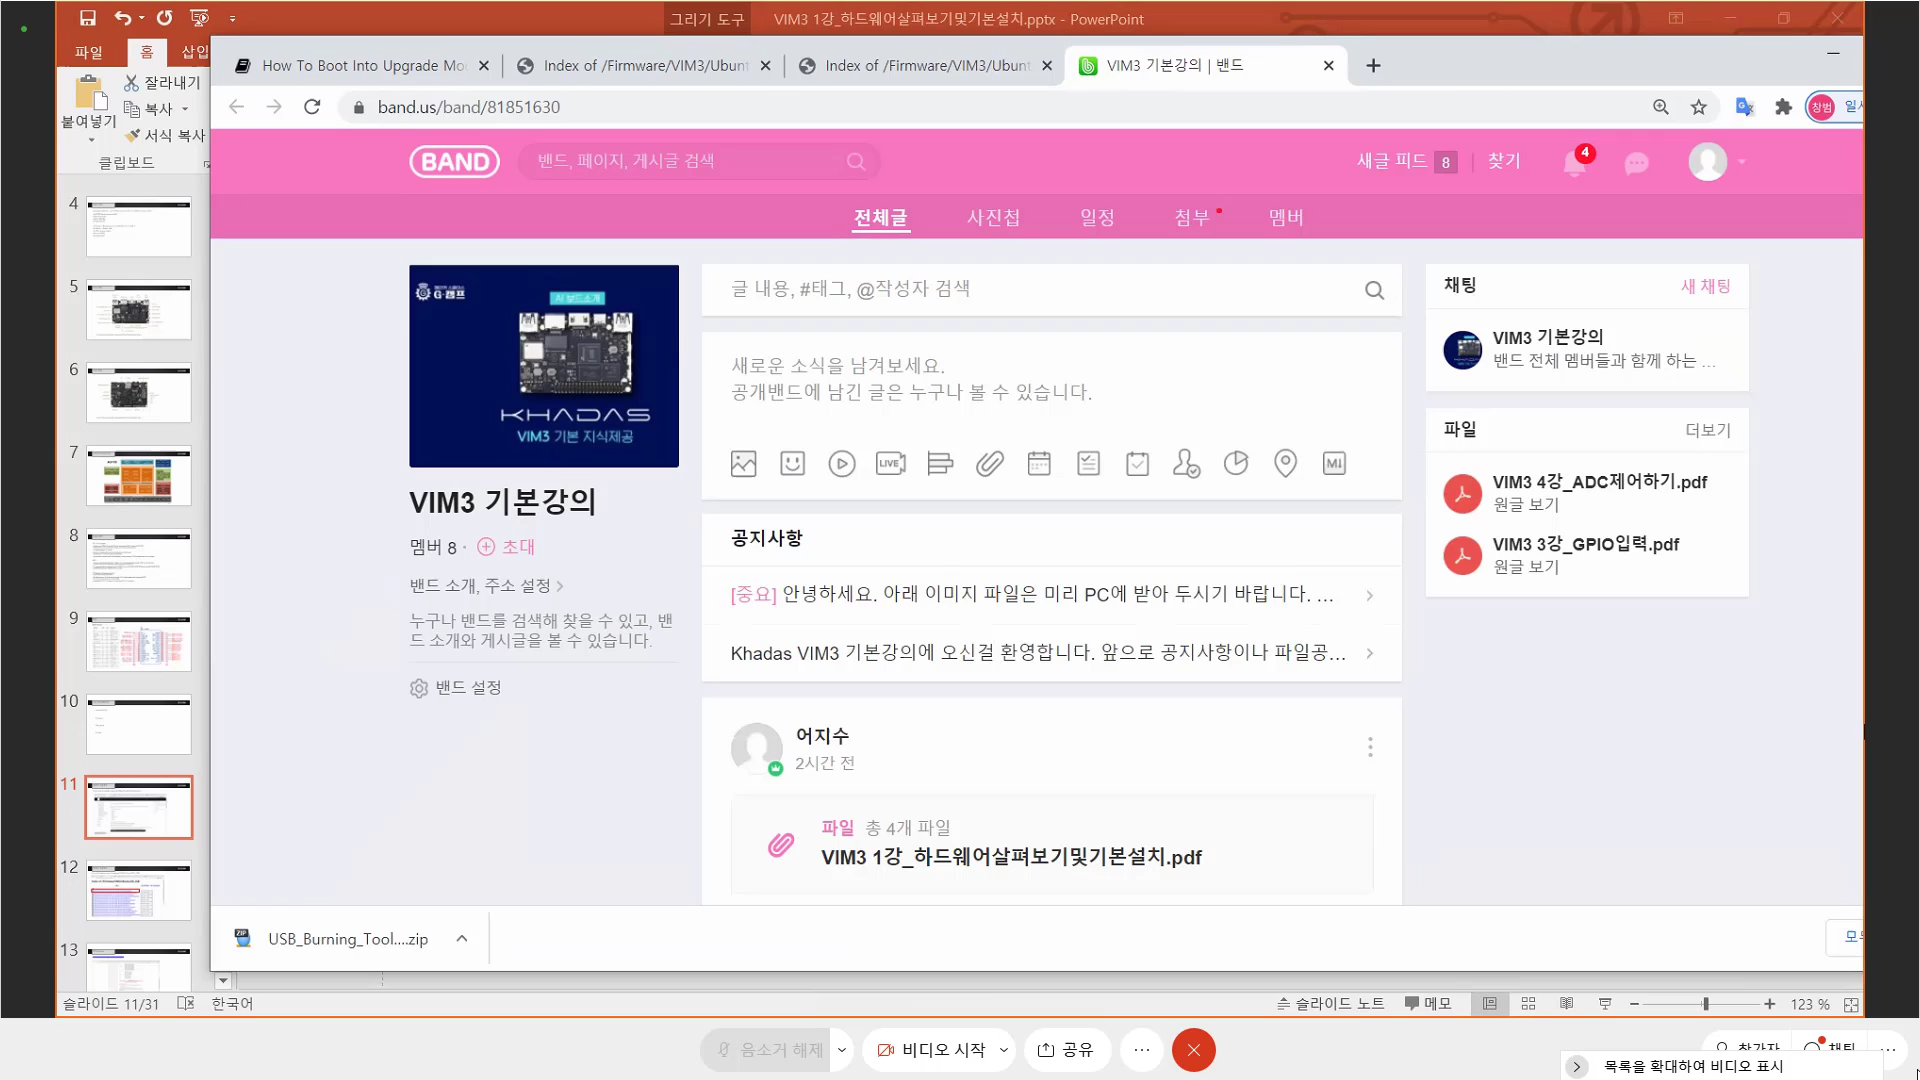 그리기 도구
VIM3 1강_하드웨어살펴보기및기본설치.pptx - PowerPoint
파일
홈
삽입
잘라내기
복사
서식 복사
붙여넣기
클립보드
How To Boot Into Upgrade Mo
Index of /Firmware/VIM3/Ubunt
Index of /Firmware/VIM3/Ubunt
VIM3 기본강의 | 밴드
band.us/band/81851630
창범
BAND
밴드, 페이지, 게시글 검색
새글 피드 8
찾기
4
전체글
사진첩
일정
첨부
멤버
G-캠프
AI 보드소개
KHADAS
VIM3 기본 지식제공
VIM3 기본강의
멤버 8 · 초대
밴드 소개, 주소 설정
누구나 밴드를 검색해 찾을 수 있고, 밴
드 소개와 게시글을 볼 수 있습니다.
밴드 설정
글 내용, #태그, @작성자 검색
새로운 소식을 남겨보세요.
공개밴드에 남긴 글은 누구나 볼 수 있습니다.
LIVE
공지사항
[중요] 안녕하세요. 아래 이미지 파일은 미리 PC에 받아 두시기 바랍니다. ...
Khadas VIM3 기본강의에 오신걸 환영합니다. 앞으로 공지사항이나 파일공...
어지수
2시간 전
파일 총 4개 파일
VIM3 1강_하드웨어살펴보기및기본설치.pdf
채팅
새 채팅
VIM3 기본강의
밴드 전체 멤버들과 함께 하는 ...
파일
더보기
VIM3 4강_ADC제어하기.pdf
원글 보기
VIM3 3강_GPIO입력.pdf
원글 보기
4
5
6
7
8
9
10
11
12
13
USB_Burning_Tool....zip
슬라이드 11/31
한국어
슬라이드 노트
메모
123 %
음소거 해제
비디오 시작
공유
참가자
채팅
목록을 확대하여 비디오 표시